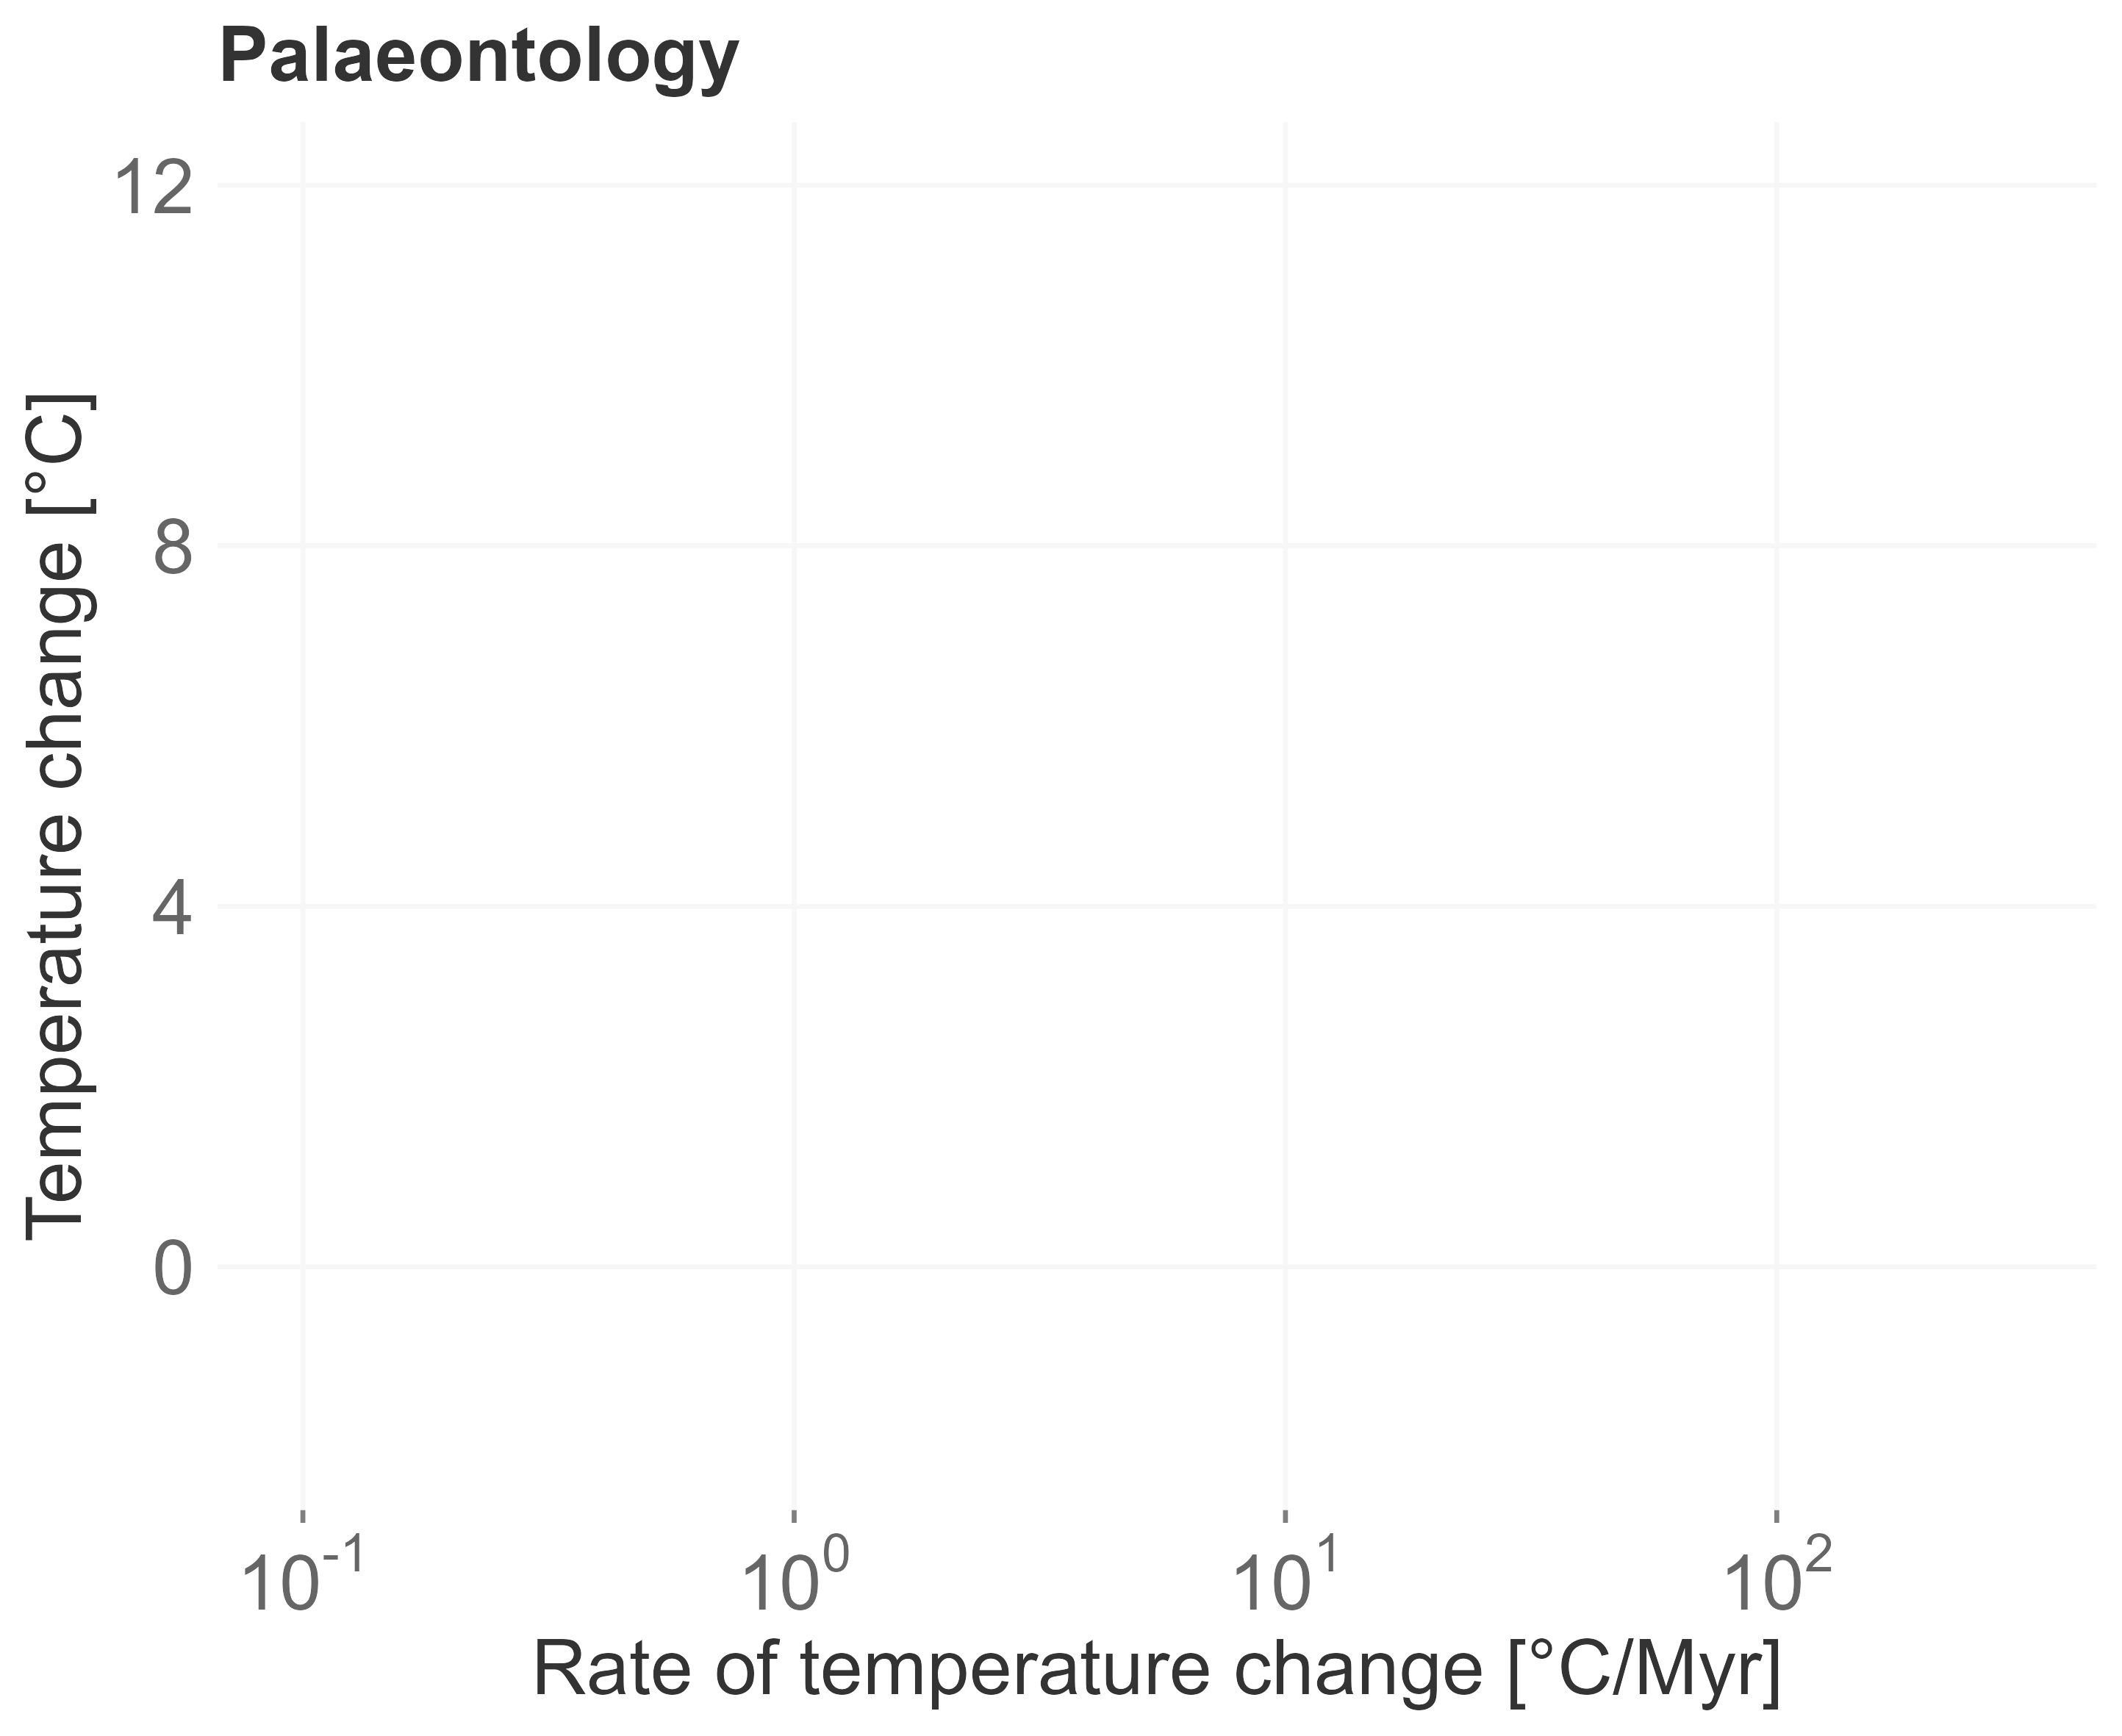 Palaeontology
12
8
4
0
Temperature change [°C]
10⁻¹ 10⁰ 10¹ 10²
Rate of temperature change [°C/Myr]